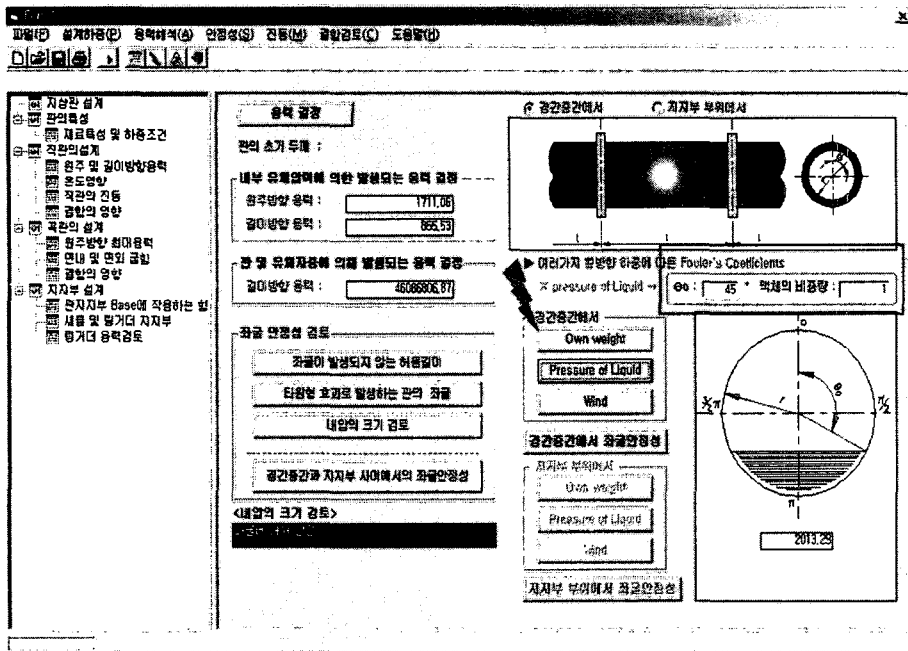 파일(F) 설계하중(P) 응력해석(A) 안정성(S) 진동(M) 결함검토(C) 도움말(H)
지상관 설계
관의특성
재료특성 및 하중조건
직관의설계
원주 및 길이방향응력
온도영향
직관의 진동
결함의 영향
곡관의 설계
원주방향 최대응력
면내 및 면외 굽힘
결함의 영향
지지부 설계
관지지부 Base에 작용하는 힘
새들 및 링거더 지지부
링거더 응력검토
응력 결정
관의 초기 두께 :
내부 유체압력에 의한 발생되는 응력 결정
원주방향 응력 : 1711,06
길이방향 응력 : 855,53
관 및 유체자중에 의해 발생되는 응력 결정
길이방향 응력 : 46086806,87
좌굴 안정성 검토
좌굴이 발생되지 않는 허용길이
타원형 효과로 발생하는 관의 좌굴
내압의 크기 검토
경간중간과 지지부 사이에서의 좌굴안정성
<내압의 크기 검토>
경간중간에서 지지부 부위에서
▶ 여러가지 횡방향 하중에 따른 Fouler's Coefficients
※ pressure of Liquid →
θo : 45 ° 액체의 비중량 : 1
경간중간에서
Own weight
Pressure of Liquid
Wind
경간중간에서 좌굴안정성
지지부 부위에서
Own weight
Pressure of Liquid
Wind
지지부 부위에서 좌굴안정성
o
θo
r
3/2π
π/2
π
2013,29